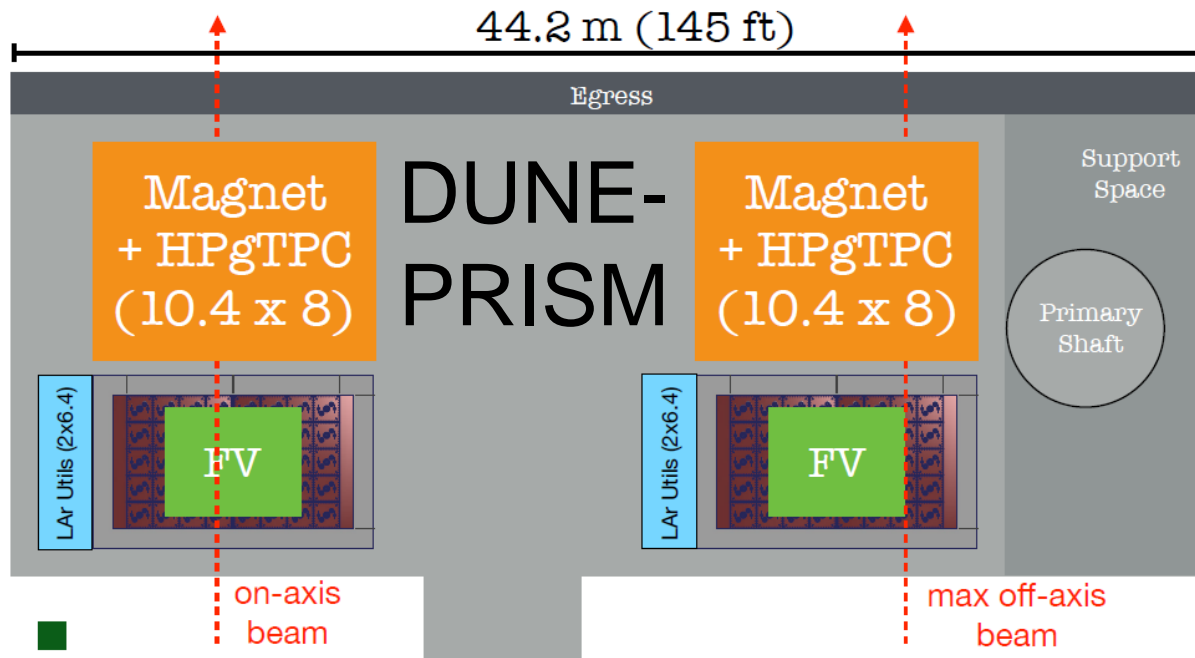 44.2 m (145 ft)
Egress
Magnet
+ HPgTPC
(10.4 x 8)
DUNE-
PRISM
Magnet
+ HPgTPC
(10.4 x 8)
Support
Space
Primary
Shaft
LAr Utils (2x6.4)
FV
LAr Utils (2x6.4)
FV
on-axis
beam
max off-axis
beam